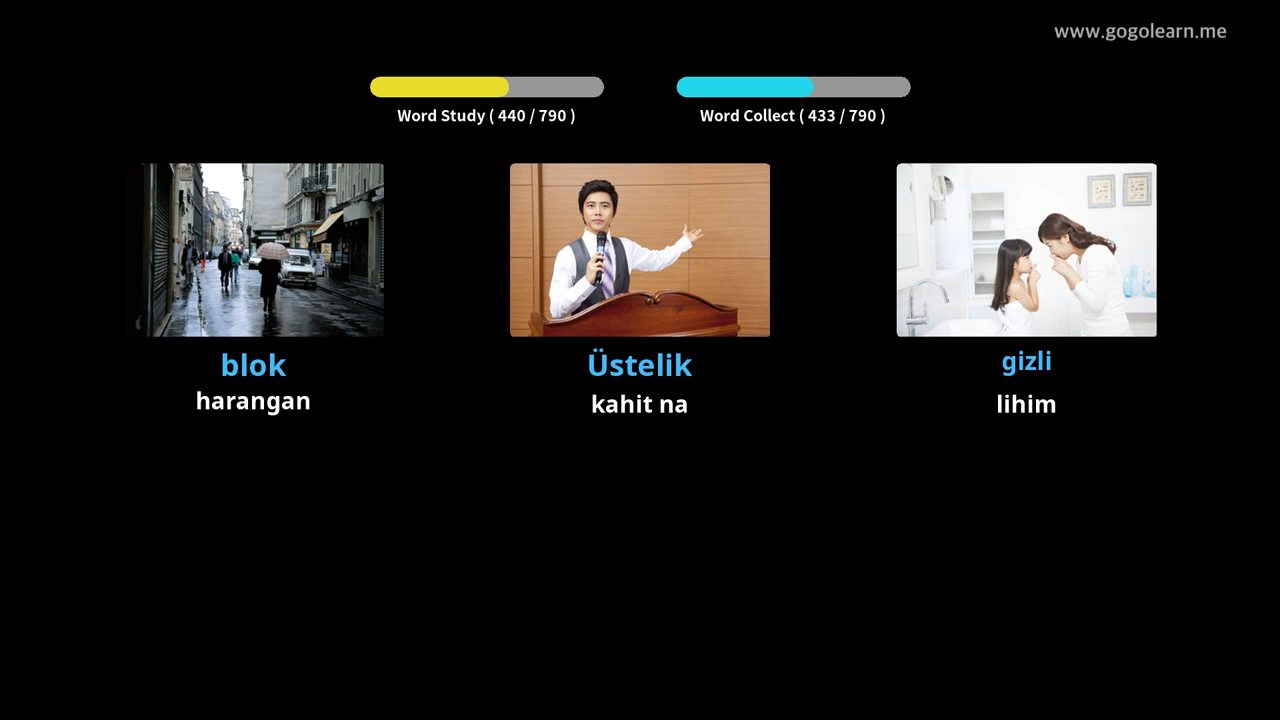 www.gogolearn.me
Word Study ( 440 / 790 )
Word Collect ( 433 / 790 )
blok
harangan
Üstelik
kahit na
gizli
lihim